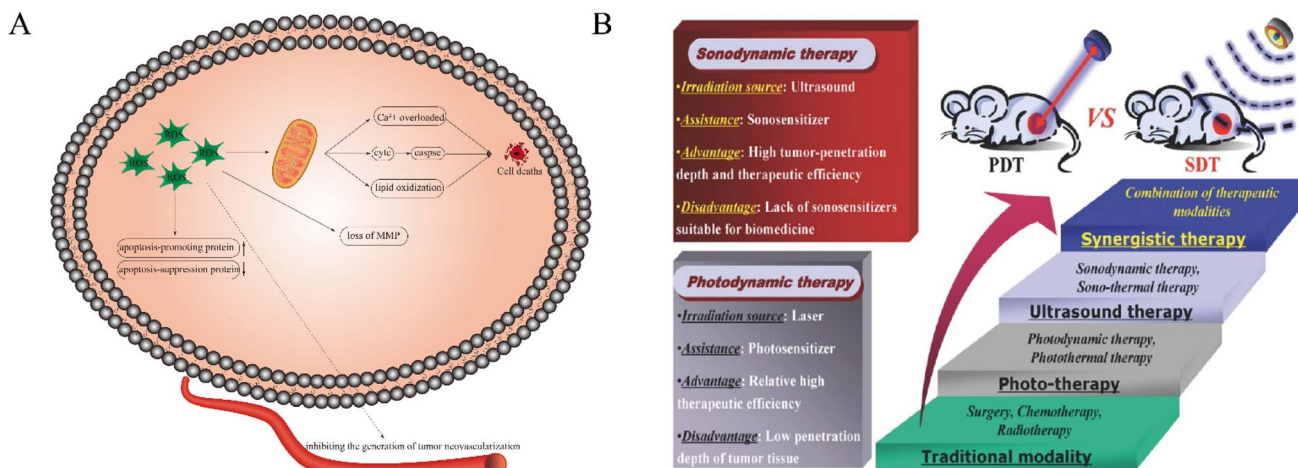 A
ROS
ROS
ROS
ROS
Ca²⁺ overloaded
cytc
caspse
lipid oxidization
Cell deaths
loss of MMP
apoptosis-promoting protein
apoptosis-suppression protein
inhibiting the generation of tumor neovascularization
B
Sonodynamic therapy
•Irradiation source: Ultrasound
•Assistance: Sonosensitizer
•Advantage: High tumor-penetration
depth and therapeutic efficiency
•Disadvantage: Lack of sonosensitizers
suitable for biomedicine
Photodynamic therapy
•Irradiation source: Laser
•Assistance: Photosensitizer
•Advantage: Relative high
therapeutic efficiency
•Disadvantage: Low penetration
depth of tumor tissue
PDT
VS
SDT
Combination of therapeutic
modalities
Synergistic therapy
Sonodynamic therapy,
Sono-thermal therapy
Ultrasound therapy
Photodynamic therapy,
Photothermal therapy
Photo-therapy
Surgery, Chemotherapy,
Radiotherapy
Traditional modality